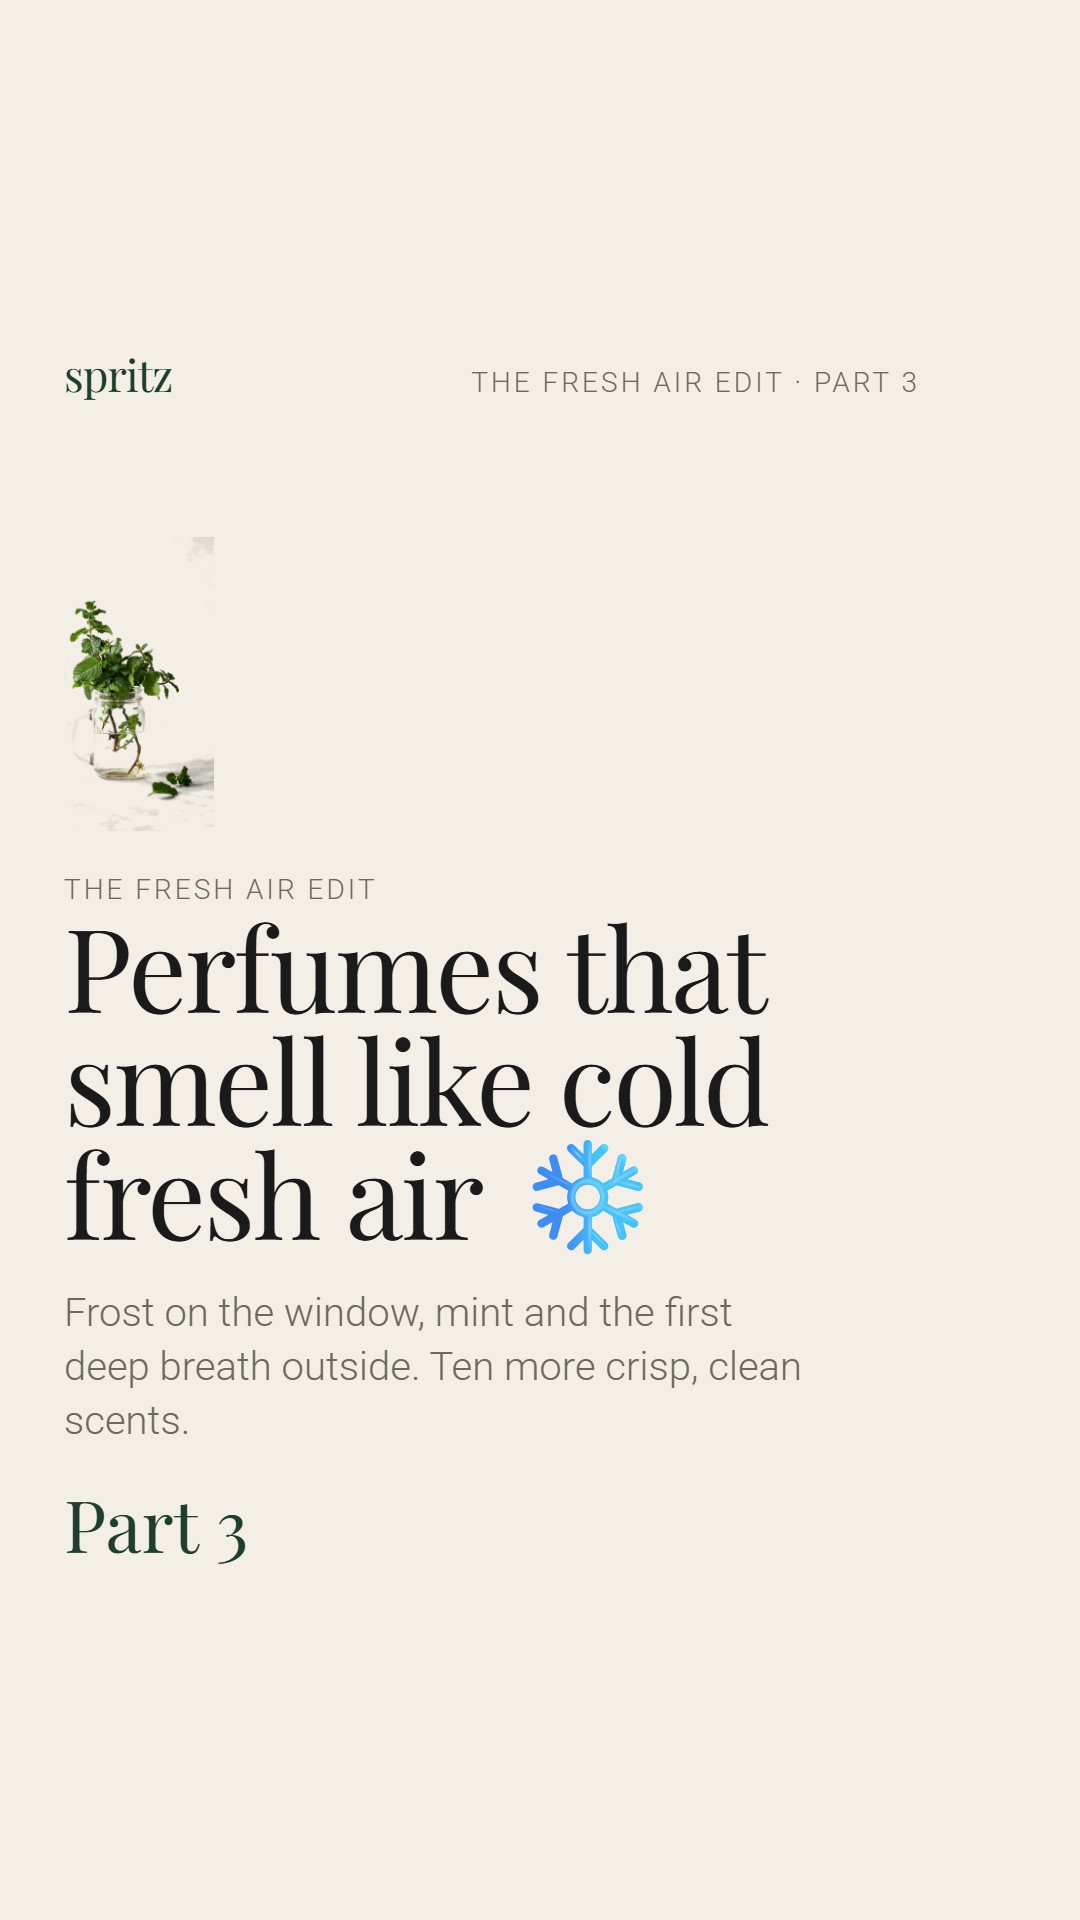 spritz
THE FRESH AIR EDIT · PART 3
THE FRESH AIR EDIT
Perfumes that
smell like cold
fresh air ❄️
Frost on the window, mint and the first
deep breath outside. Ten more crisp, clean
scents.
Part 3